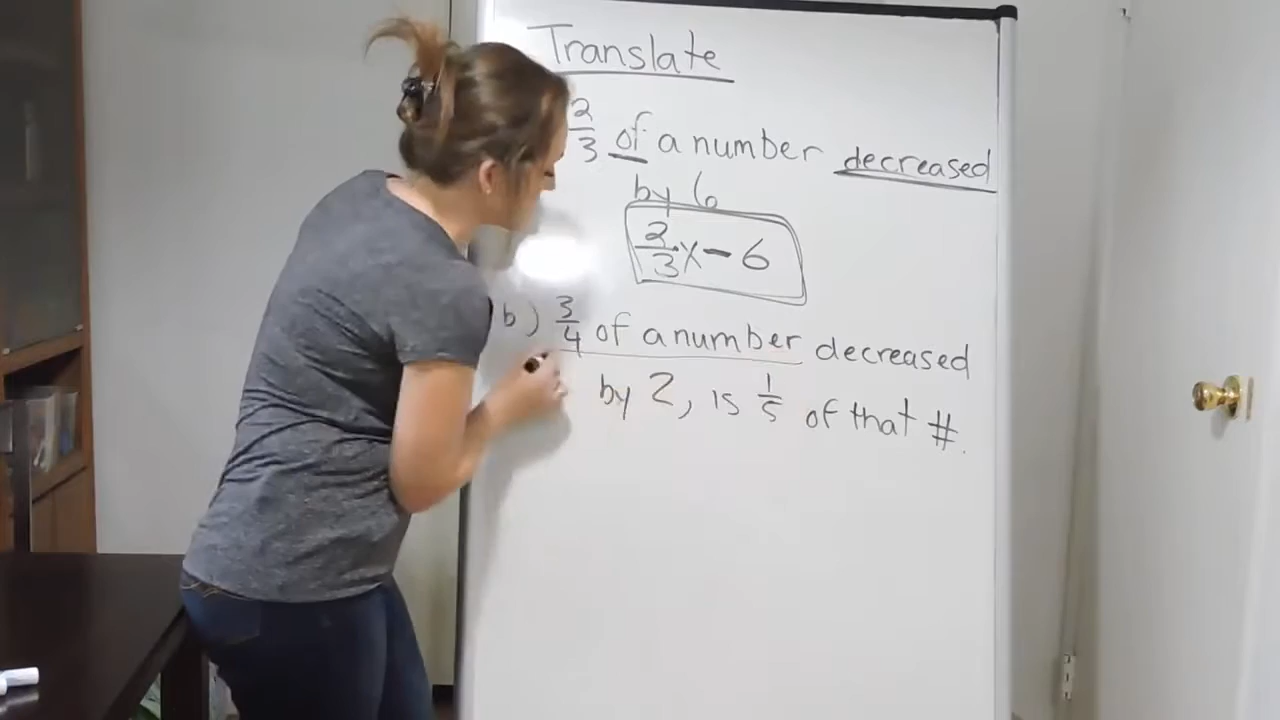 Translate
2/3 of a number decreased
by 6
2/3 x - 6
b) 3/4 of a number decreased
by 2, is 1/5 of that #.